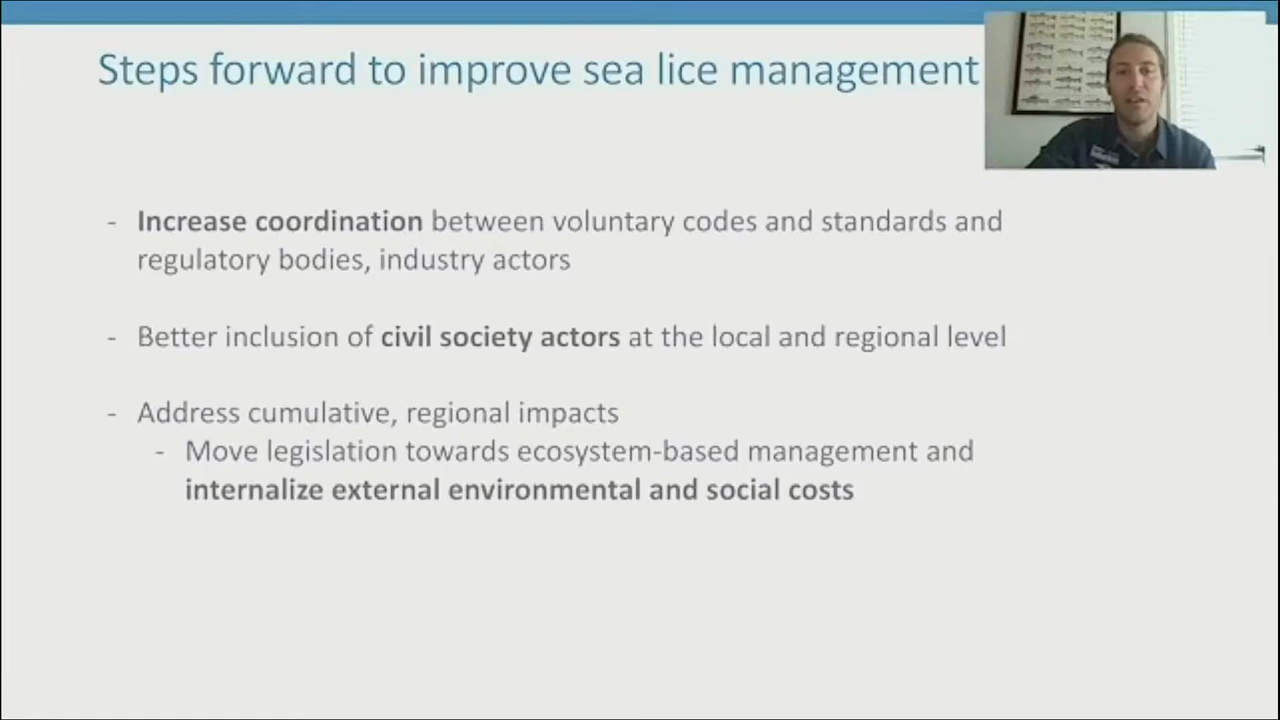 Steps forward to improve sea lice management
- Increase coordination between voluntary codes and standards and
regulatory bodies, industry actors
- Better inclusion of civil society actors at the local and regional level
- Address cumulative, regional impacts
- Move legislation towards ecosystem-based management and
internalize external environmental and social costs